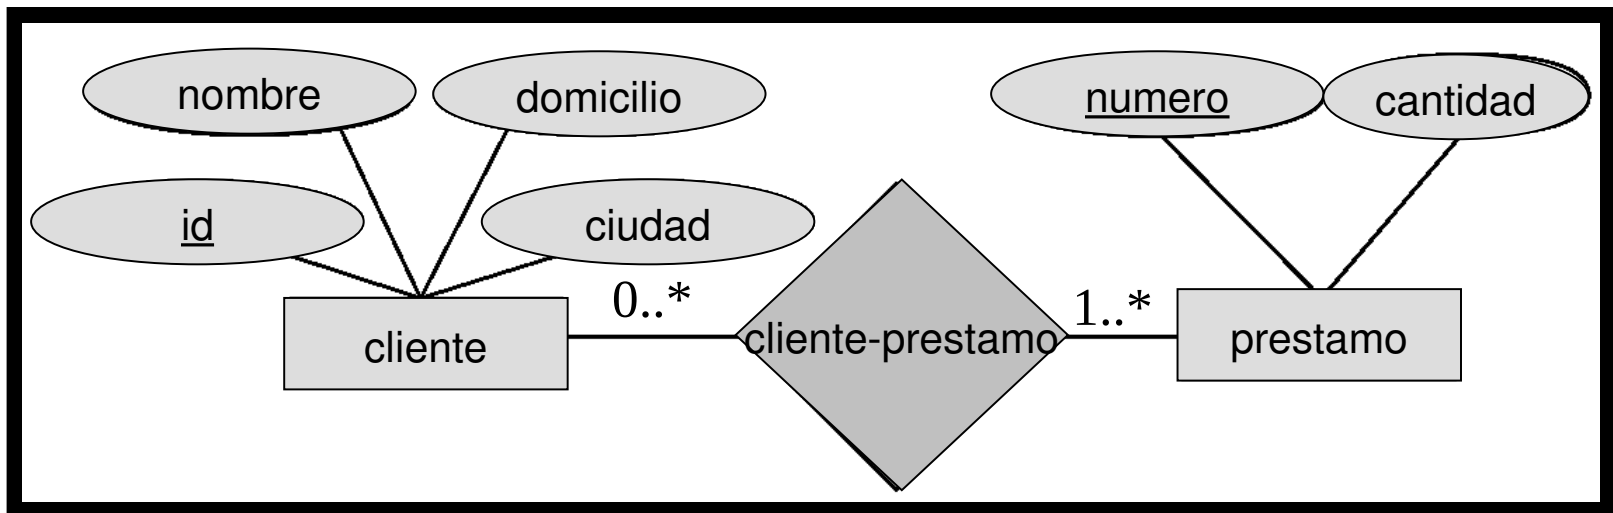 nombre
domicilio
numero
cantidad
id
ciudad
0..*
1..*
cliente
cliente-prestamo
prestamo